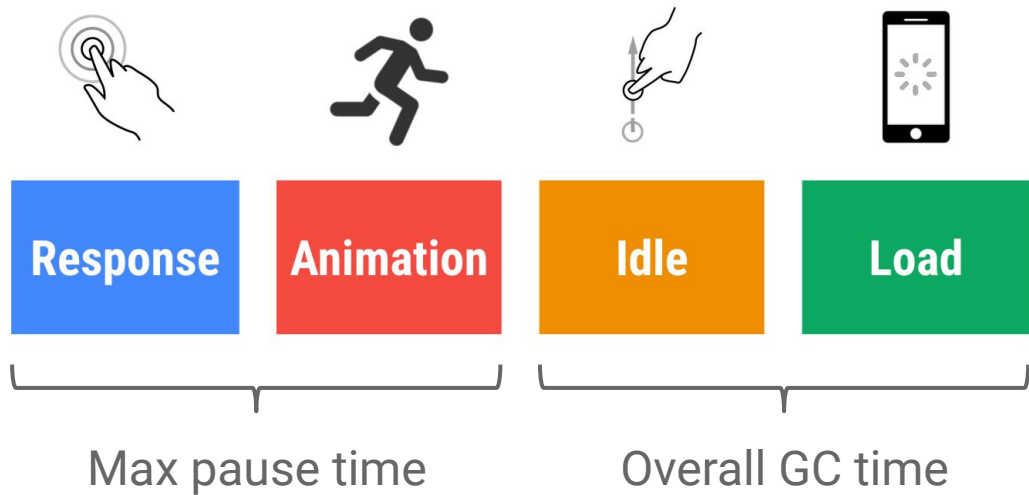 Response
Animation
Idle
Load
Max pause time
Overall GC time